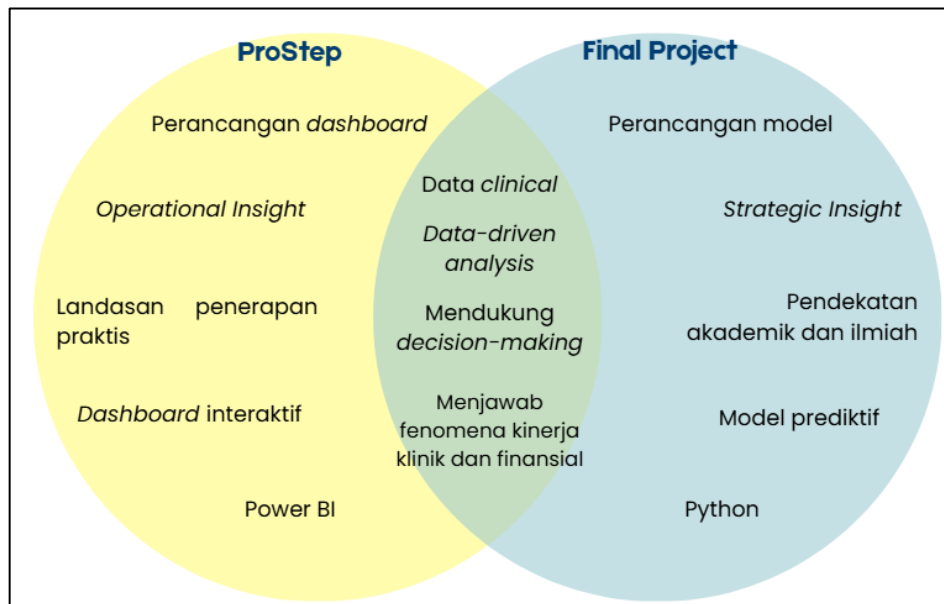 ProStep
Perancangan dashboard
Operational Insight
Landasan penerapan
praktis
Dashboard interaktif
Power BI
Data clinical
Data-driven
analysis
Mendukung
decision-making
Menjawab
fenomena kinerja
klinik dan finansial
Final Project
Perancangan model
Strategic Insight
Pendekatan
akademik dan ilmiah
Model prediktif
Python